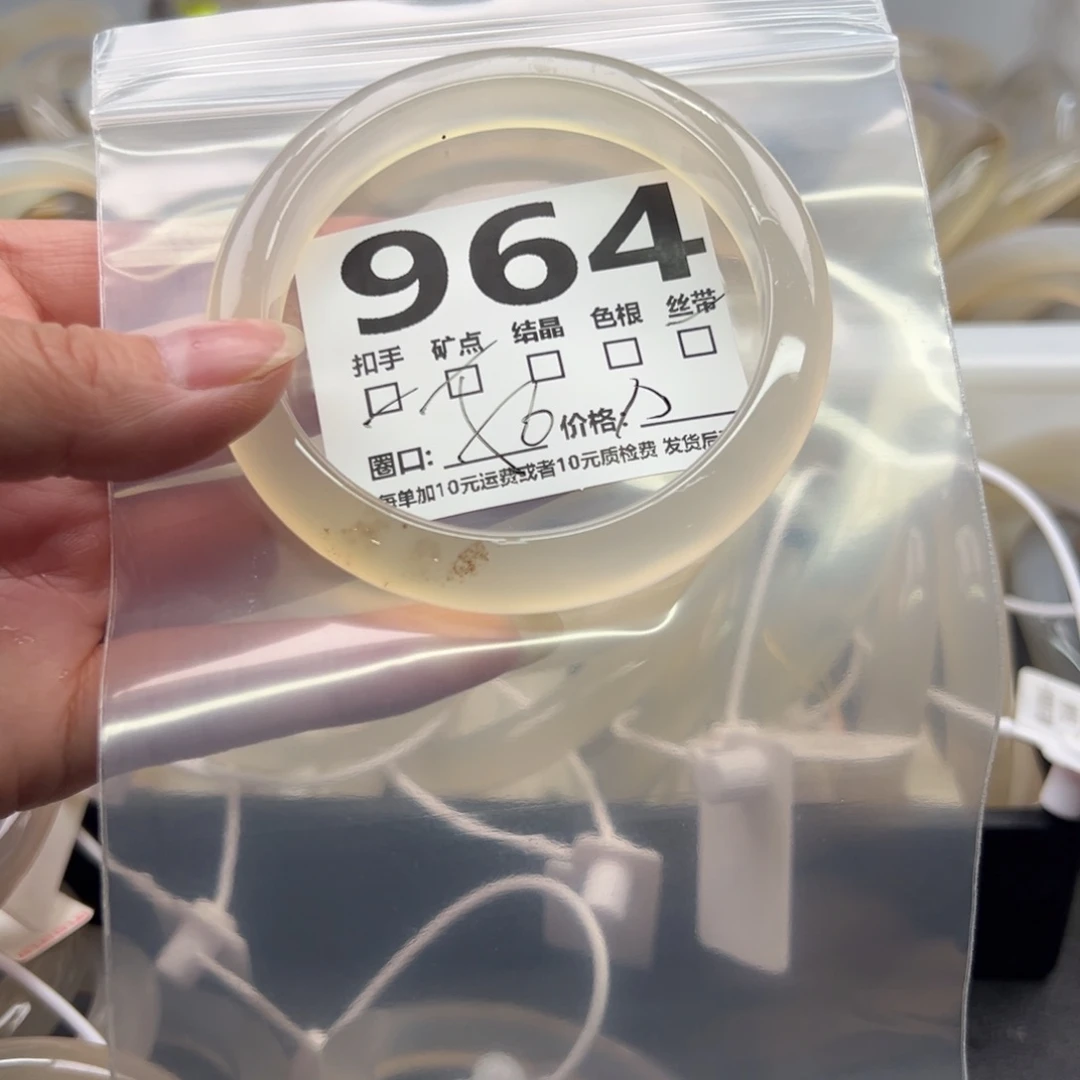 964
扣手 矿点 结晶 色根 丝带
圈口: 价格:
每单加10元运费或者10元质检费 发货后